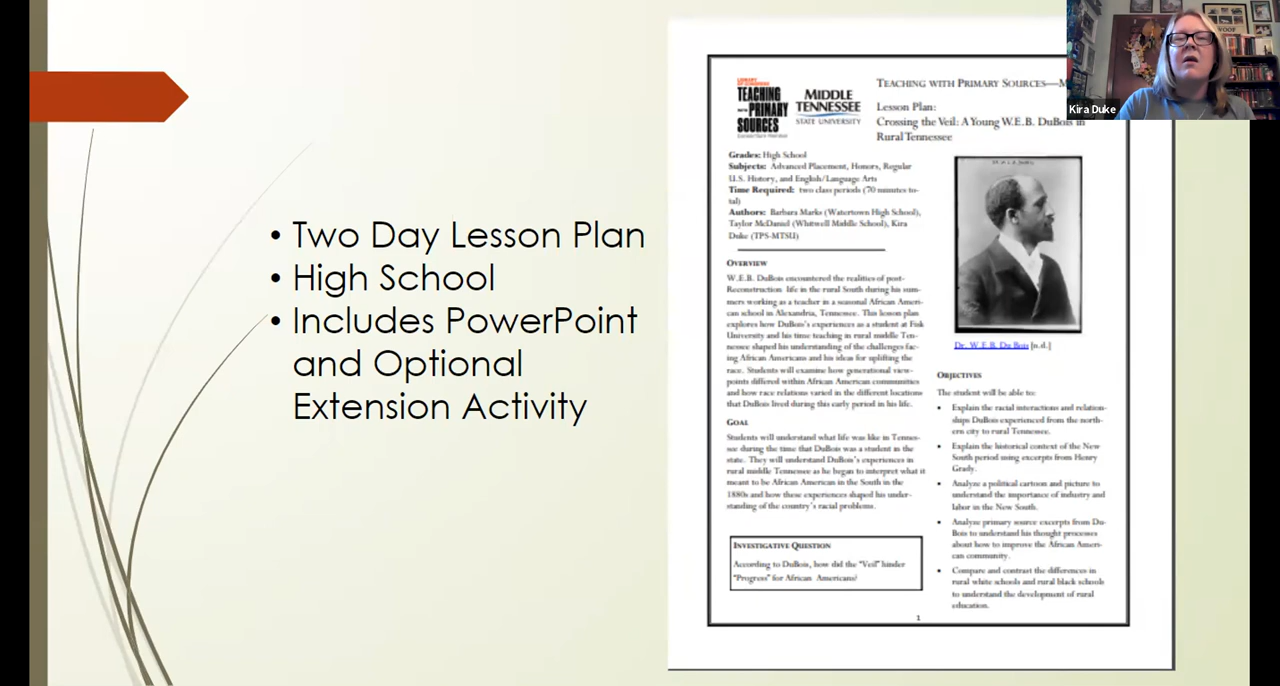 • Two Day Lesson Plan
• High School
• Includes PowerPoint
and Optional
Extension Activity
LIBRARY
OF CONGRESS
TEACHING
WITH PRIMARY
SOURCES
MIDDLE
TENNESSEE
STATE UNIVERSITY
TEACHING WITH PRIMARY SOURCES—M
Lesson Plan:
Crossing the Veil: A Young W.E.B. DuBois in
Rural Tennessee
Grades: High School
Subjects: Advanced Placement, Honors, Regular
U.S. History, and English/Language Arts
Time Required: two class periods (70 minutes to-
tal)
Authors: Barbara Marks (Watertown High School),
Taylor McDaniel (Whitwell Middle School), Kira
Duke (TPS-MTSU)
OVERVIEW
W.E.B. DuBois encountered the realities of post-
Reconstruction life in the rural South during his sum-
mers working as a teacher in a seasonal African Ameri-
can school in Alexandria, Tennessee. This lesson plan
explores how DuBois's experiences as a student at Fisk
University and his time teaching in rural middle Ten-
nessee shaped his understanding of the challenges fac-
ing African Americans and his ideas for uplifting the
race. Students will examine how generational view-
points differed within African American communities
and how race relations varied in the different locations
that DuBois lived during this early period in his life.
GOAL
Students will understand what life was like in Tennes-
see during the time that DuBois was a student in the
state. They will understand DuBois's experiences in
rural middle Tennessee as he began to interpret what it
meant to be African American in the South in the
1880s and how these experiences shaped his under-
standing of the country's racial problems.
INVESTIGATIVE QUESTION
According to DuBois, how did the "Veil" hinder
"Progress" for African Americans?
Dr. W.E.B. Du Bois [n.d.]
OBJECTIVES
The student will be able to:
• Explain the racial interactions and relation-
ships DuBois experienced from the north-
ern city to rural Tennessee.
• Explain the historical context of the New
South period using excerpts from Henry
Grady.
• Analyze a political cartoon and picture to
understand the importance of industry and
labor in the New South.
• Analyze primary source excerpts from Du-
Bois to understand his thought processes
about how to improve the African Ameri-
can community.
• Compare and contrast the differences in
rural white schools and rural black schools
to understand the development of rural
education.
1
Kira Duke
WOOF